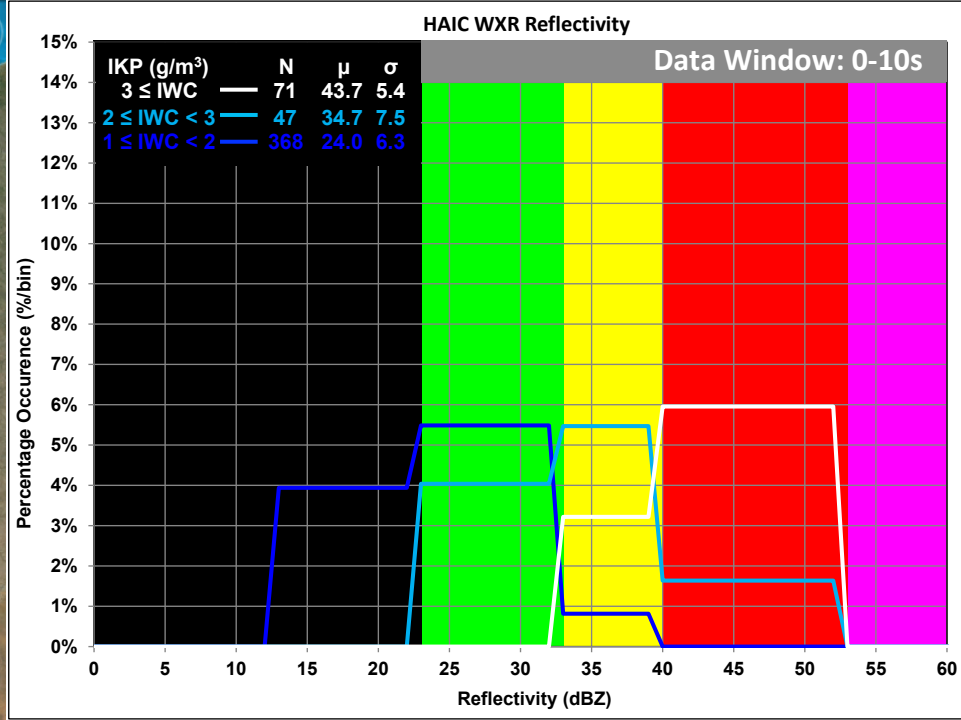 HAIC WXR Reflectivity
Data Window: 0-10s
IKP (g/m³) N μ σ
3 ≤ IWC 71 43.7 5.4
2 ≤ IWC < 3 47 34.7 7.5
1 ≤ IWC < 2 368 24.0 6.3
Percentage Occurence (%/bin)
15%
14%
13%
12%
11%
10%
9%
8%
7%
6%
5%
4%
3%
2%
1%
0%
0 5 10 15 20 25 30 35 40 45 50 55 60
Reflectivity (dBZ)